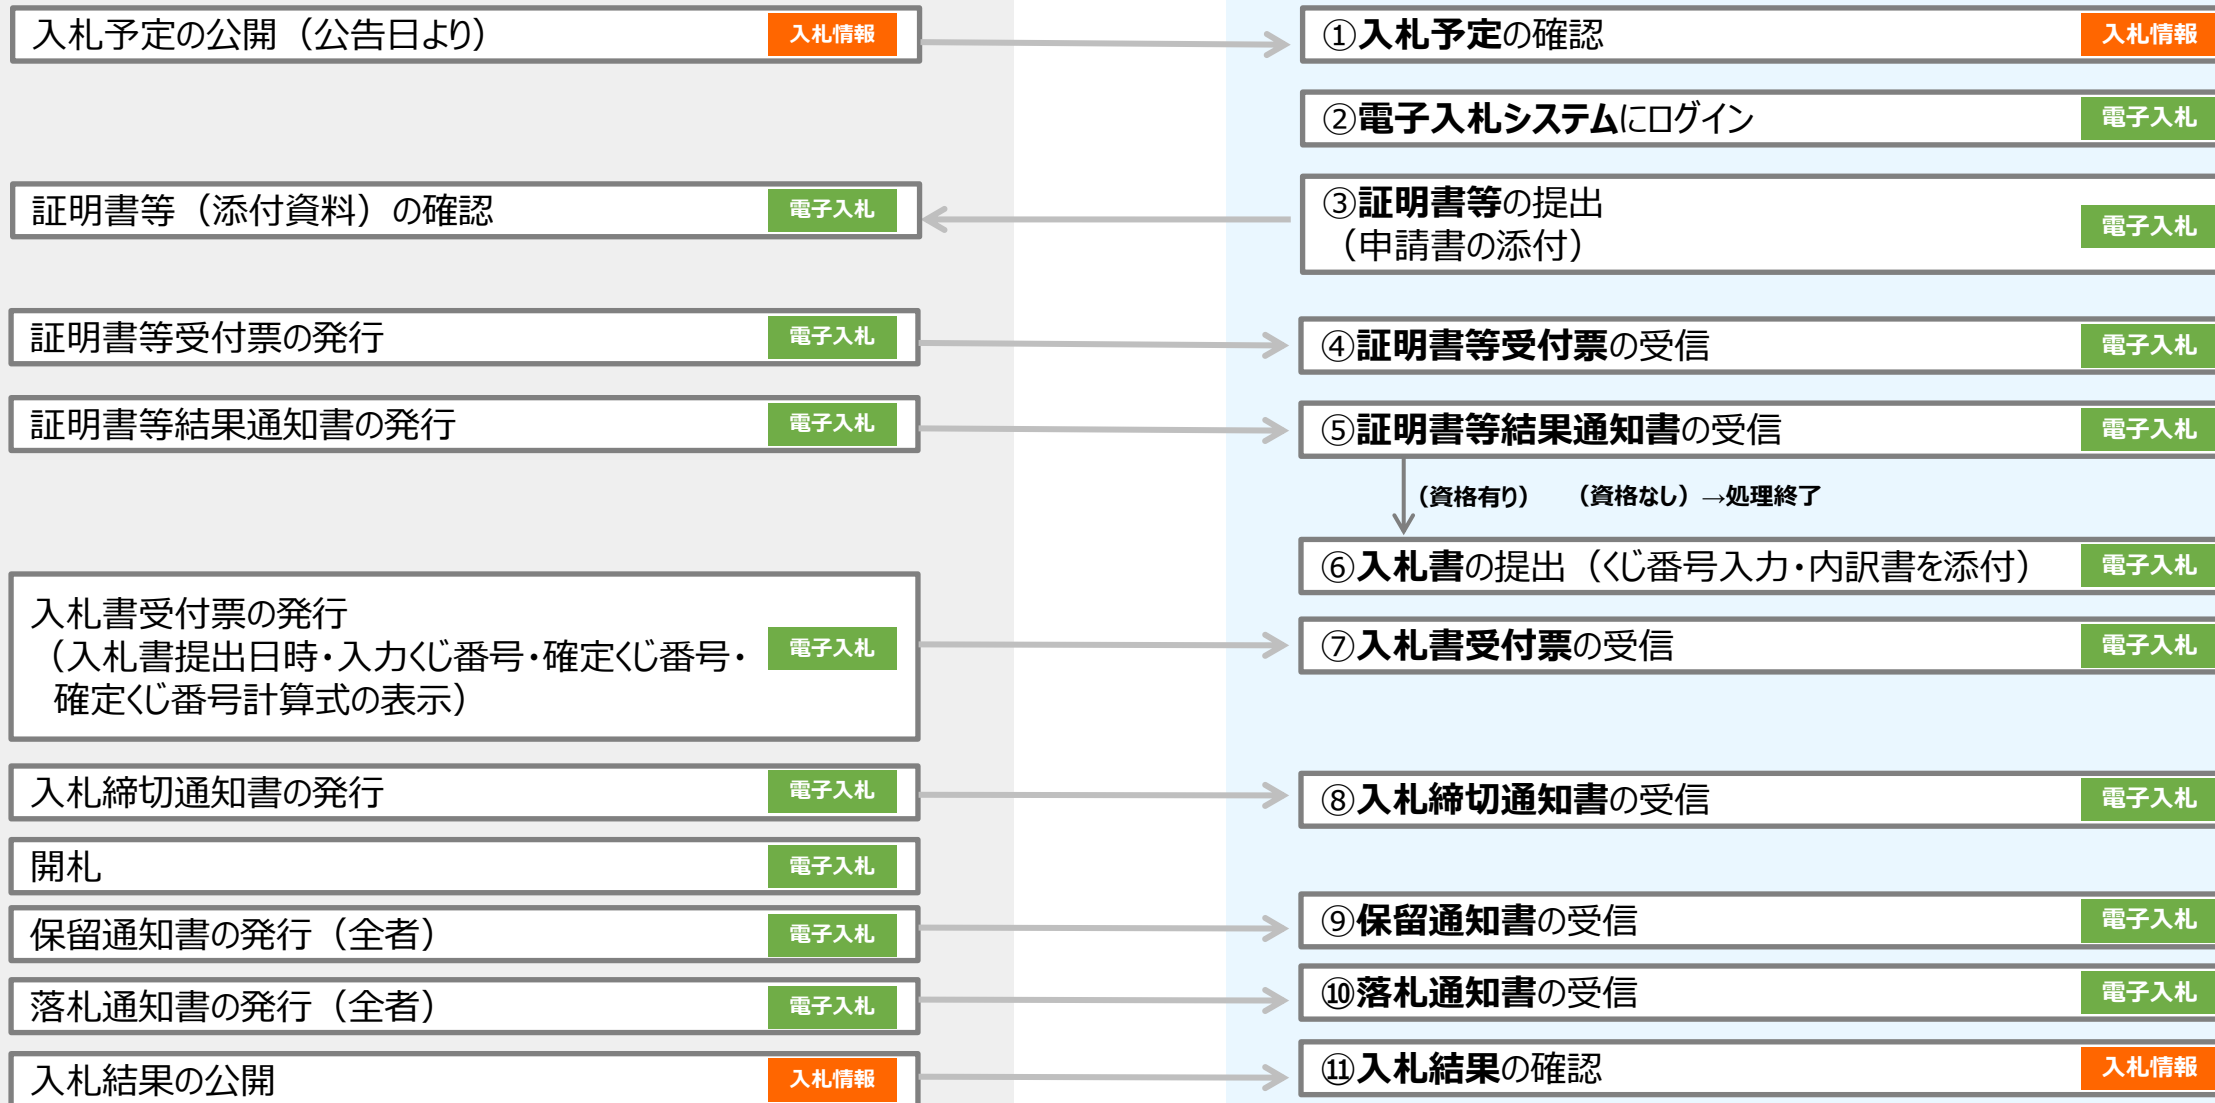 入札予定の公開（公告日より） 入札情報
①入札予定の確認 入札情報
②電子入札システムにログイン 電子入札
証明書等（添付資料）の確認 電子入札
③証明書等の提出
（申請書の添付） 電子入札
証明書等受付票の発行 電子入札
④証明書等受付票の受信 電子入札
証明書等結果通知書の発行 電子入札
⑤証明書等結果通知書の受信 電子入札
（資格有り） （資格なし）→処理終了
⑥入札書の提出（くじ番号入力・内訳書を添付） 電子入札
入札書受付票の発行
（入札書提出日時・入力くじ番号・確定くじ番号・ 電子入札
確定くじ番号計算式の表示）
⑦入札書受付票の受信 電子入札
入札締切通知書の発行 電子入札
⑧入札締切通知書の受信 電子入札
開札 電子入札
保留通知書の発行（全者） 電子入札
⑨保留通知書の受信 電子入札
落札通知書の発行（全者） 電子入札
⑩落札通知書の受信 電子入札
入札結果の公開 入札情報
⑪入札結果の確認 入札情報